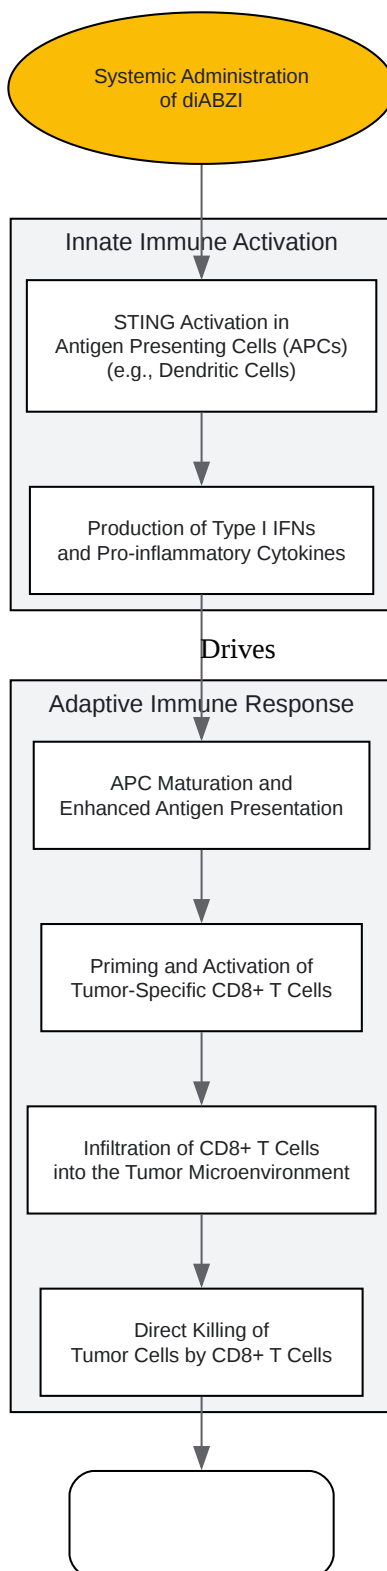 Systemic Administration
of diABZI
Innate Immune Activation
STING Activation in
Antigen Presenting Cells (APCs)
(e.g., Dendritic Cells)
Production of Type I IFNs
and Pro-inflammatory Cytokines
Drives
Adaptive Immune Response
APC Maturation and
Enhanced Antigen Presentation
Priming and Activation of
Tumor-Specific CD8+ T Cells
Infiltration of CD8+ T Cells
into the Tumor Microenvironment
Direct Killing of
Tumor Cells by CD8+ T Cells